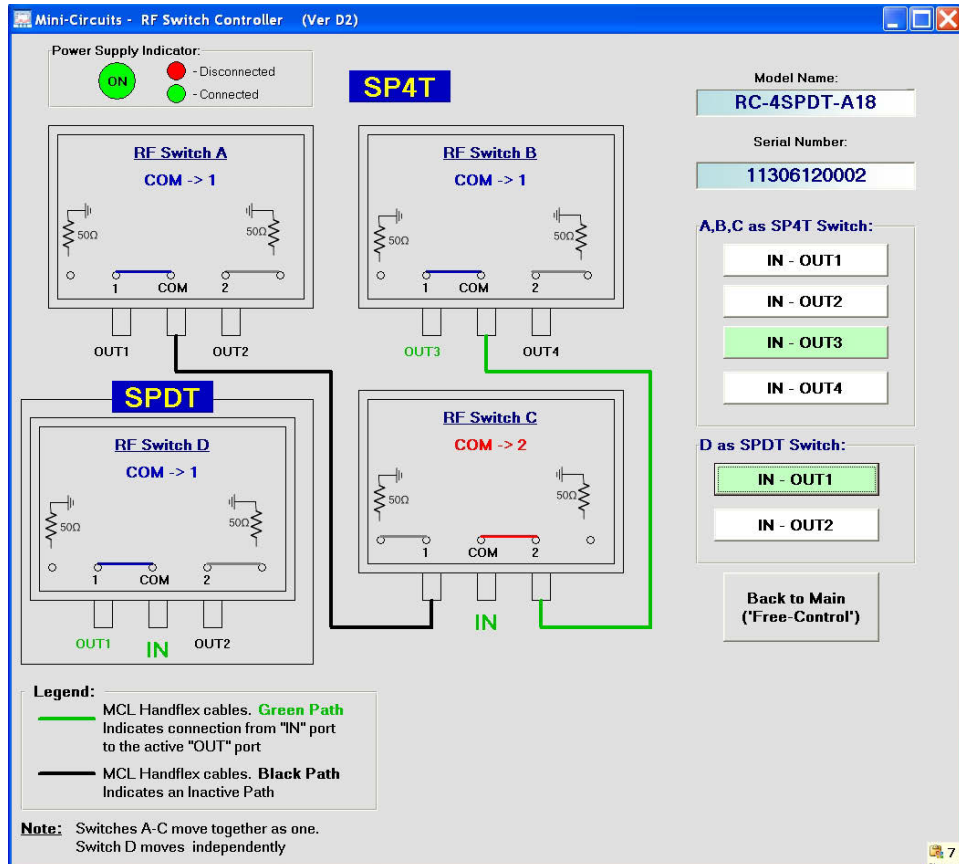 Mini-Circuits - RF Switch Controller (Ver D2)
Power Supply Indicator:
ON
- Disconnected
- Connected
SP4T
Model Name:
RC-4SPDT-A18
Serial Number:
11306120002
RF Switch A
COM -> 1
50Ω
50Ω
1 COM 2
OUT1 OUT2
RF Switch B
COM -> 1
50Ω
50Ω
1 COM 2
OUT3 OUT4
A,B,C as SP4T Switch:
IN - OUT1
IN - OUT2
IN - OUT3
IN - OUT4
SPDT
RF Switch D
COM -> 1
50Ω
50Ω
1 COM 2
OUT1 IN OUT2
RF Switch C
COM -> 2
50Ω
50Ω
1 COM 2
IN
D as SPDT Switch:
IN - OUT1
IN - OUT2
Back to Main
('Free-Control')
Legend:
MCL Handflex cables. Green Path
Indicates connection from "IN" port
to the active "OUT" port
MCL Handflex cables. Black Path
Indicates an Inactive Path
Note: Switches A-C move together as one.
Switch D moves independently
7